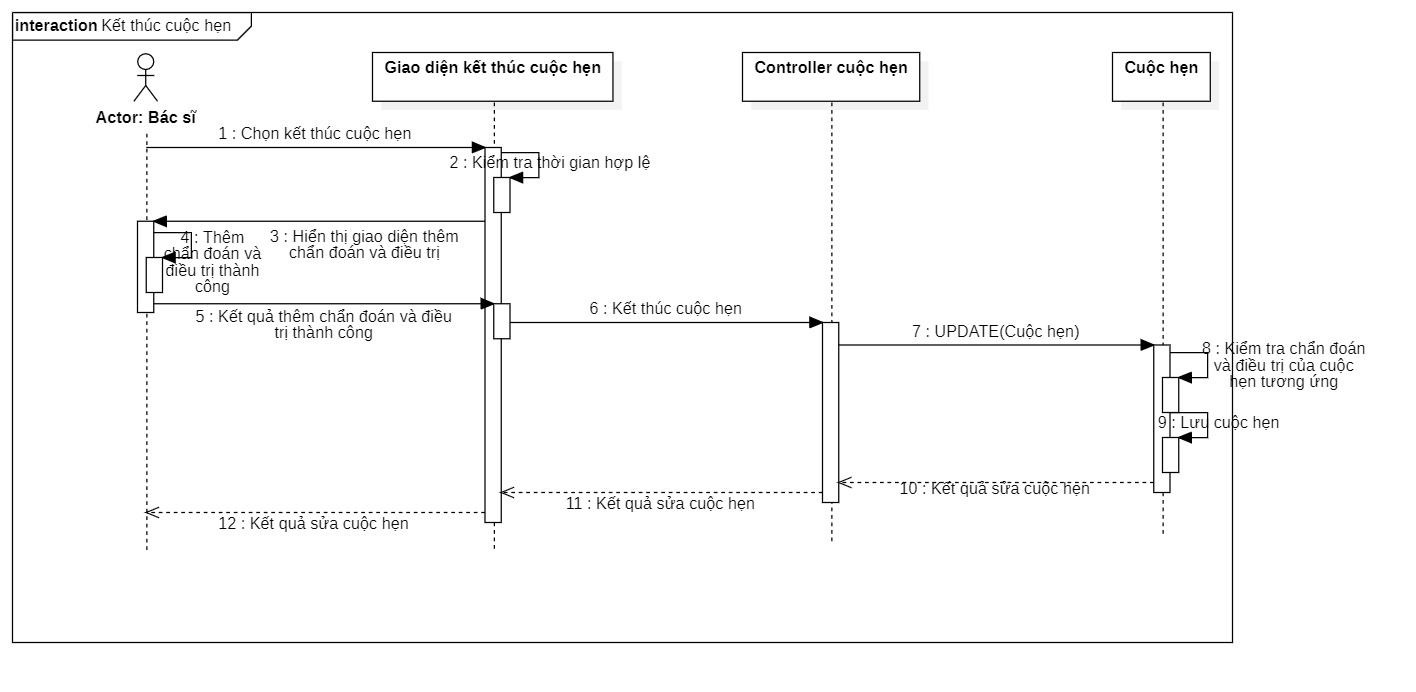 interaction Kết thúc cuộc hẹn
Giao diện kết thúc cuộc hẹn
Controller cuộc hẹn
Cuộc hẹn
Actor: Bác sĩ
1 : Chọn kết thúc cuộc hẹn
2 : Kiểm tra thời gian hợp lệ
3 : Hiển thị giao diện thêm
chẩn đoán và điều trị
4 : Thêm
chẩn đoán và
điều trị thành
công
5 : Kết quả thêm chẩn đoán và điều
trị thành công
6 : Kết thúc cuộc hẹn
7 : UPDATE(Cuộc hẹn)
8 : Kiểm tra chẩn đoán
và điều trị của cuộc
hẹn tương ứng
9 : Lưu cuộc hẹn
10 : Kết quả sửa cuộc hẹn
11 : Kết quả sửa cuộc hẹn
12 : Kết quả sửa cuộc hẹn